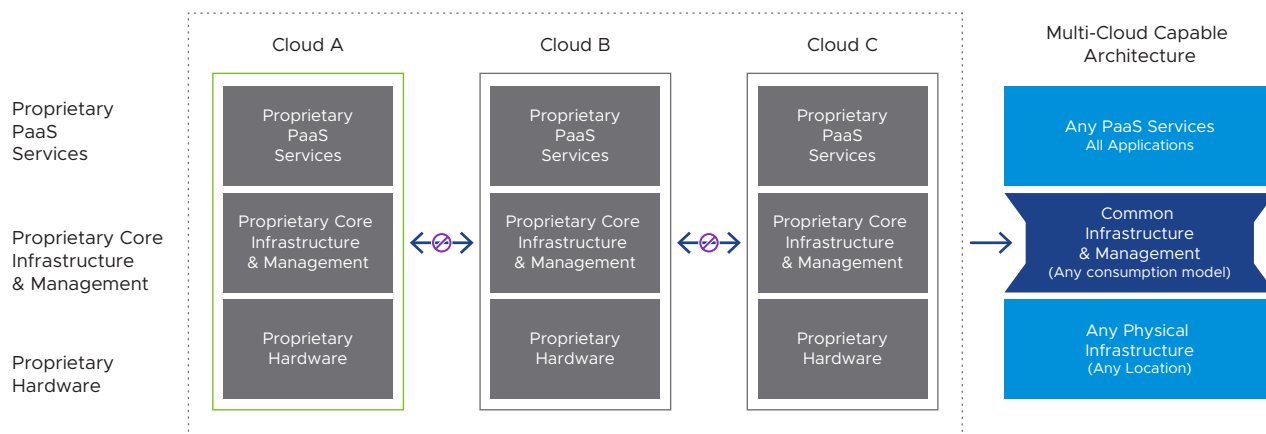 Cloud A
Cloud B
Cloud C
Multi-Cloud Capable
Architecture
Proprietary
PaaS
Services
Proprietary
PaaS
Services
Proprietary
PaaS
Services
Proprietary
PaaS
Services
Any PaaS Services
All Applications
Proprietary Core
Infrastructure
& Management
Proprietary Core
Infrastructure
& Management
Proprietary Core
Infrastructure
& Management
Proprietary Core
Infrastructure
& Management
Common
Infrastructure
& Management
(Any consumption model)
Proprietary
Hardware
Proprietary
Hardware
Proprietary
Hardware
Proprietary
Hardware
Any Physical
Infrastructure
(Any Location)